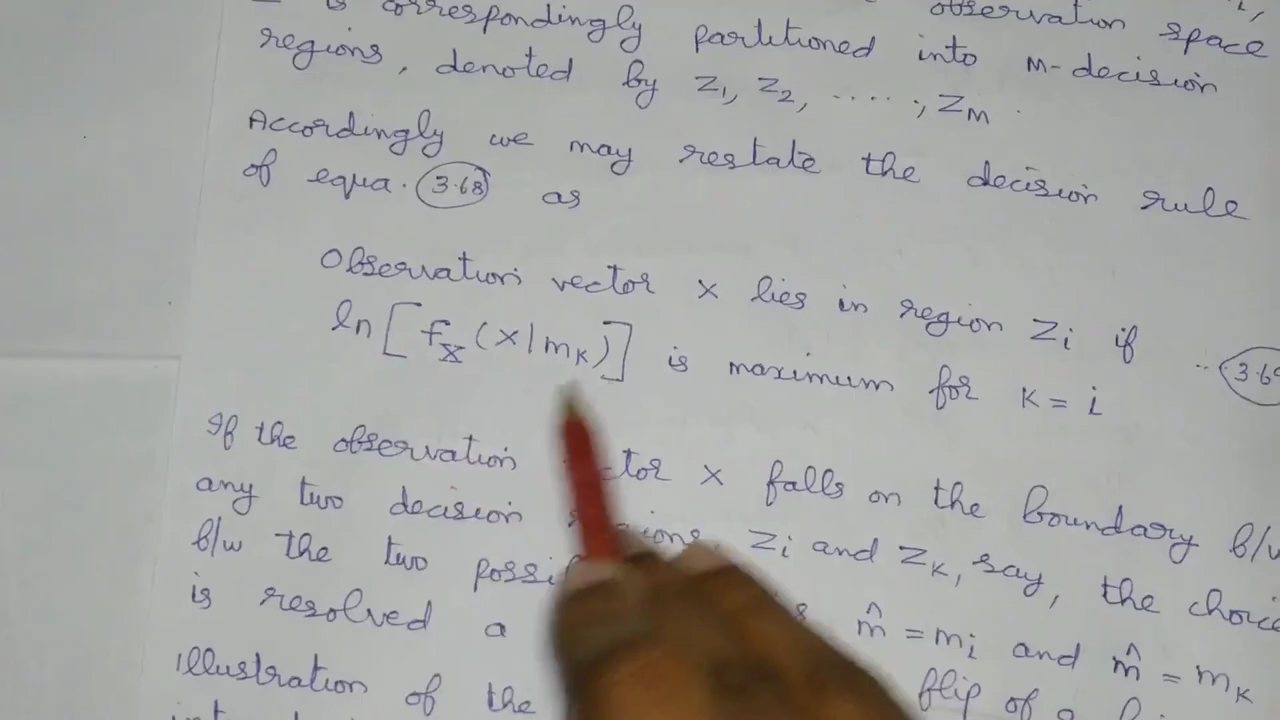 is correspondingly partitioned into M-decision
observation space
regions, denoted by Z1, Z2, ....., ZM.
Accordingly we may restate the decision rule
of equa. 3.68 as
Observation vector x lies in region Zi if
ln [fX(x|mK)] is maximum for K = i
If the observation x falls on the boundary b/w
any two decision Zi and ZK, say, the choice
b/w the two m̂ = mi and m̂ = mK
is resolved a flip of a
illustration of the